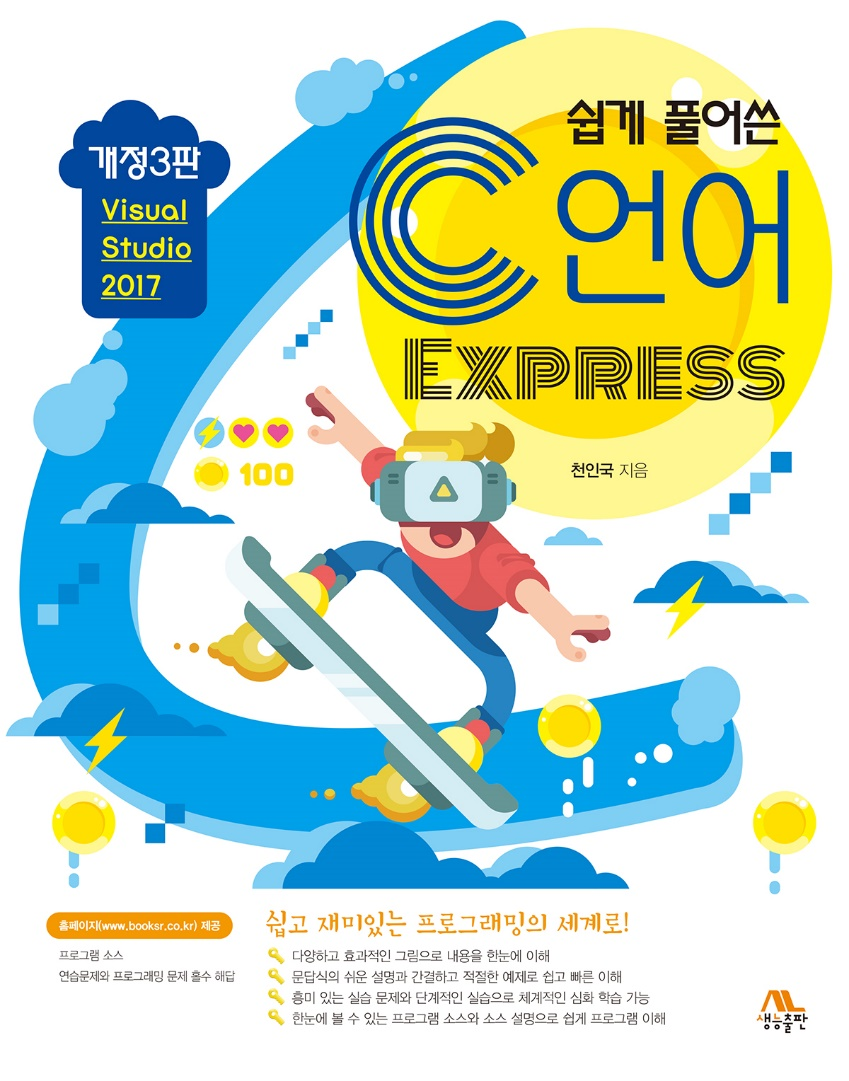 쉽게 풀어쓴
C 언어
EXPRESS
개정3판
Visual
Studio
2017
100
천인국 지음
홈페이지(www.booksr.co.kr) 제공
프로그램 소스
연습문제와 프로그래밍 문제 홀수 해답
쉽고 재미있는 프로그래밍의 세계로!
다양하고 효과적인 그림으로 내용을 한눈에 이해
문답식의 쉬운 설명과 간결하고 적절한 예제로 쉽고 빠른 이해
흥미 있는 실습 문제와 단계적인 실습으로 체계적인 심화 학습 가능
한눈에 볼 수 있는 프로그램 소스와 소스 설명으로 쉽게 프로그램 이해
생능출판